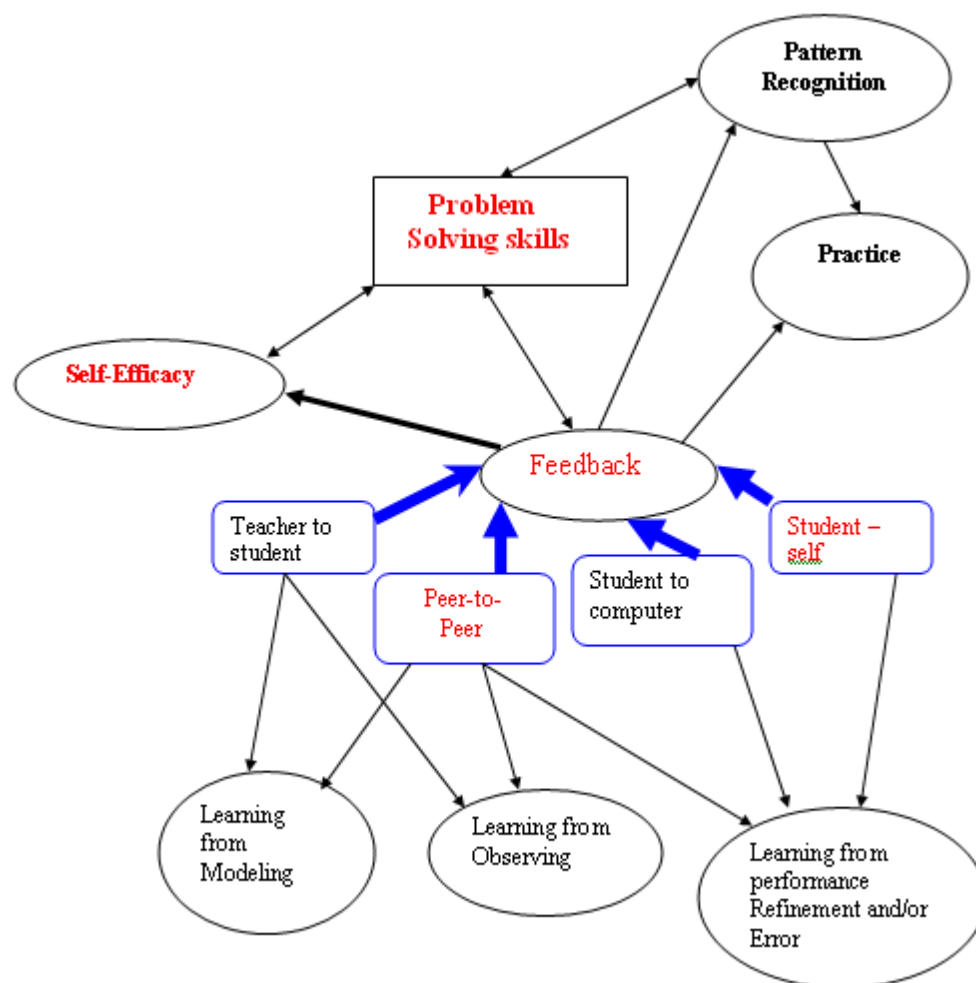 Pattern
Recognition
Problem
Solving skills
Practice
Self-Efficacy
Feedback
Teacher to
student
Peer-to-
Peer
Student to
computer
Student –
self
Learning
from
Modeling
Learning from
Observing
Learning from
performance
Refinement and/or
Error